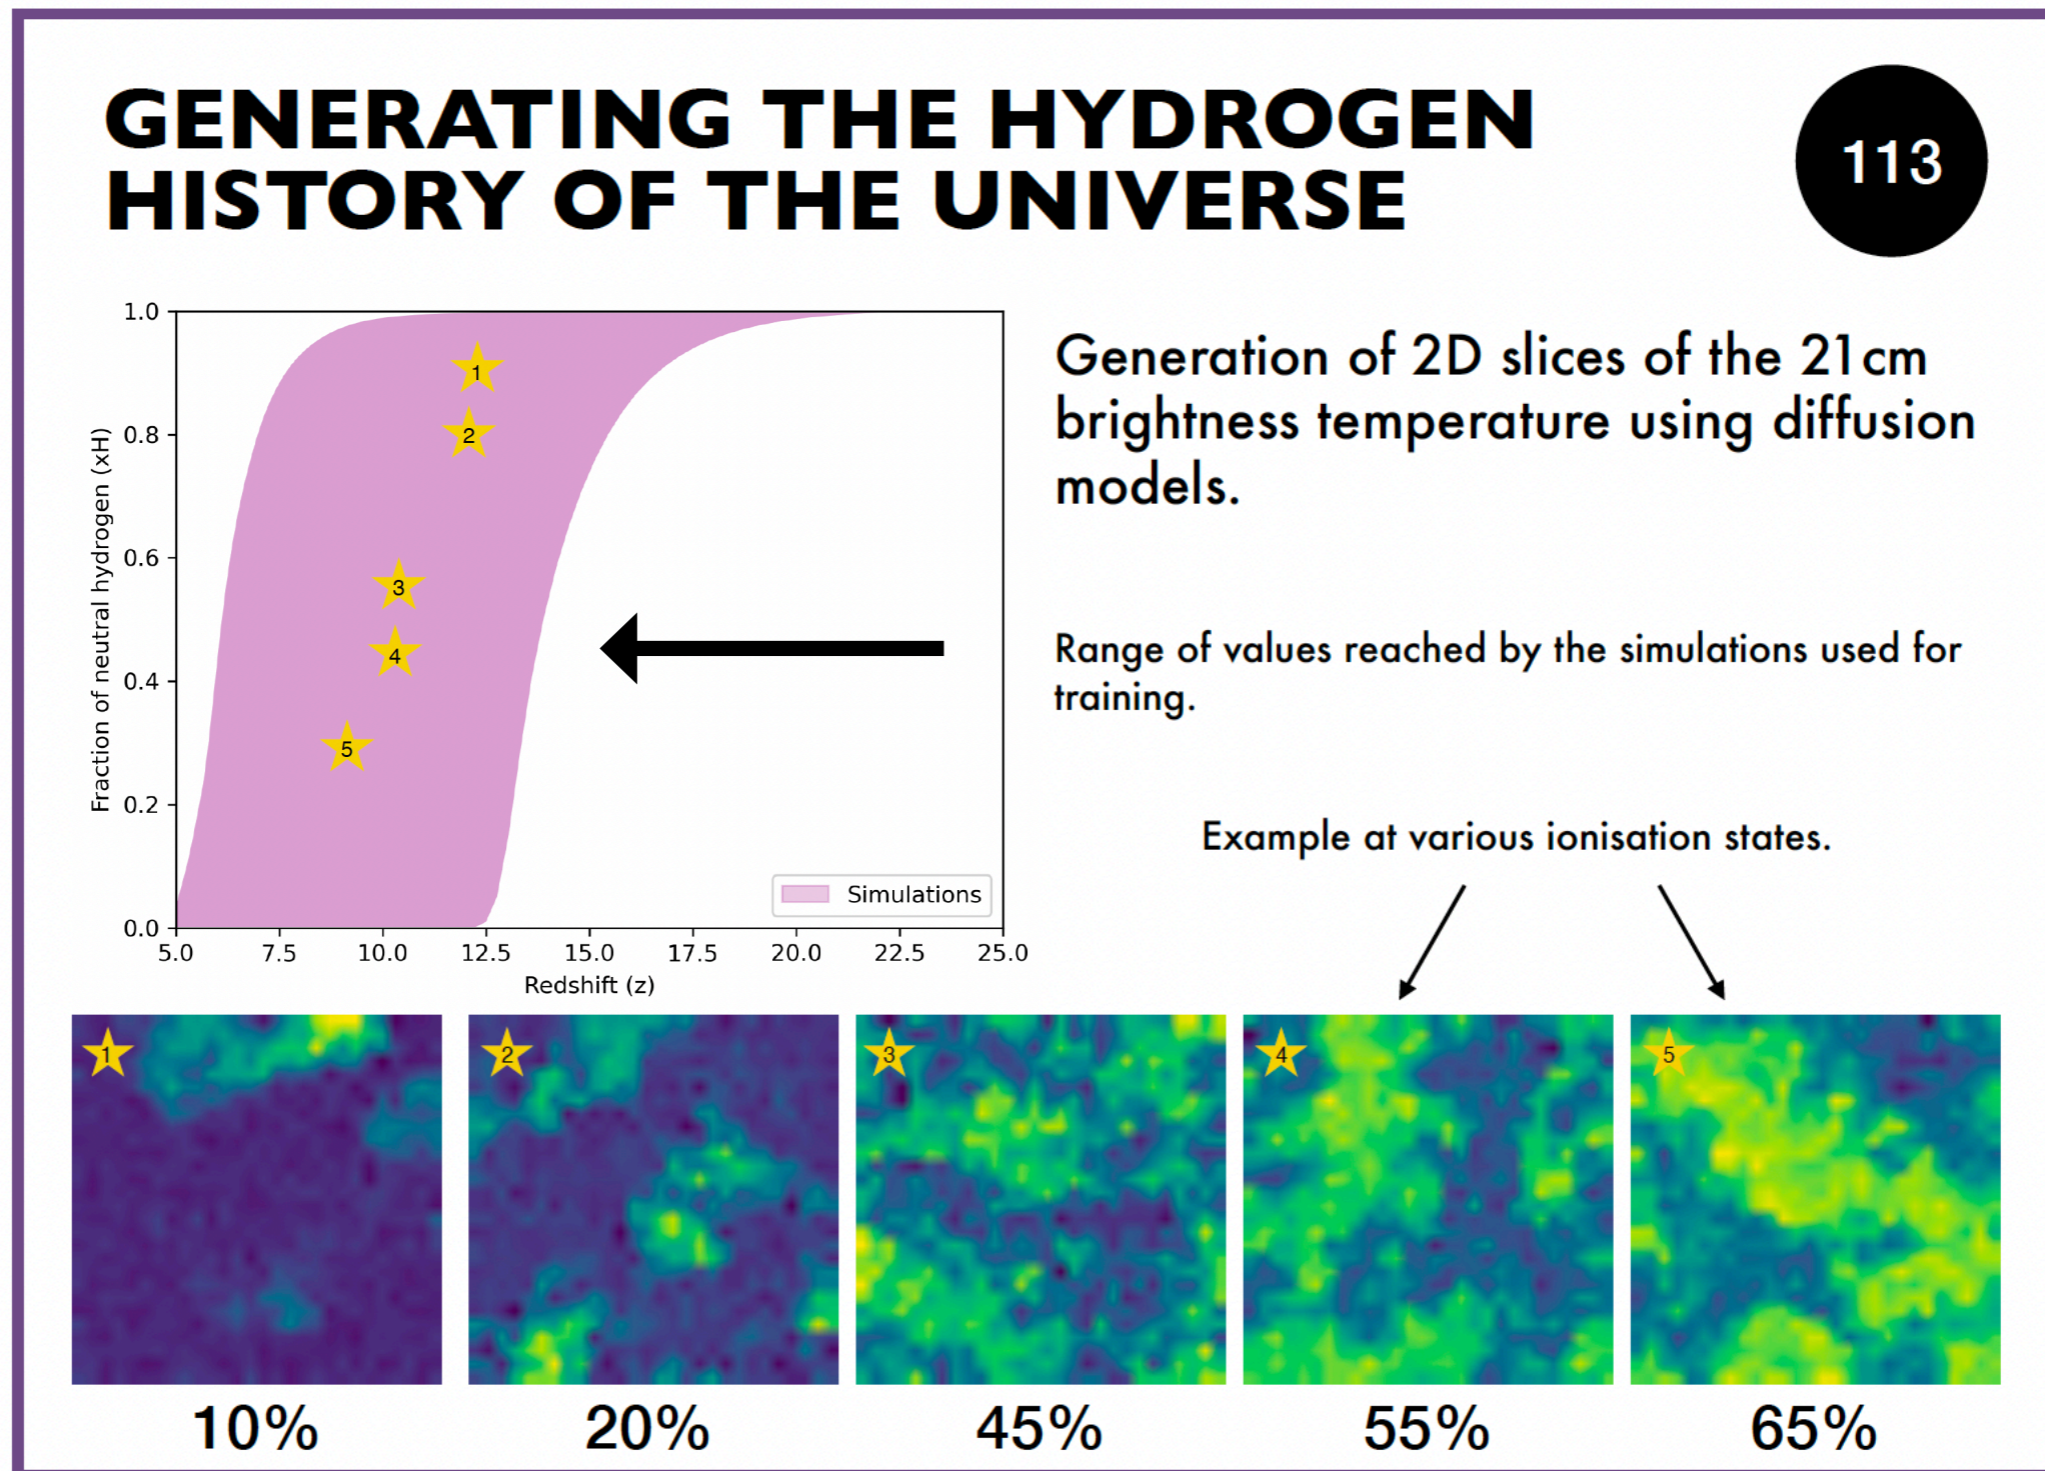 GENERATING THE HYDROGEN
HISTORY OF THE UNIVERSE
113
1.0
0.8
0.6
0.4
0.2
0.0
Fraction of neutral hydrogen (xH)
1
2
3
4
5
Simulations
5.0 7.5 10.0 12.5 15.0 17.5 20.0 22.5 25.0
Redshift (z)
Generation of 2D slices of the 21cm
brightness temperature using diffusion
models.
Range of values reached by the simulations used for
training.
Example at various ionisation states.
1 2 3 4 5
10% 20% 45% 55% 65%